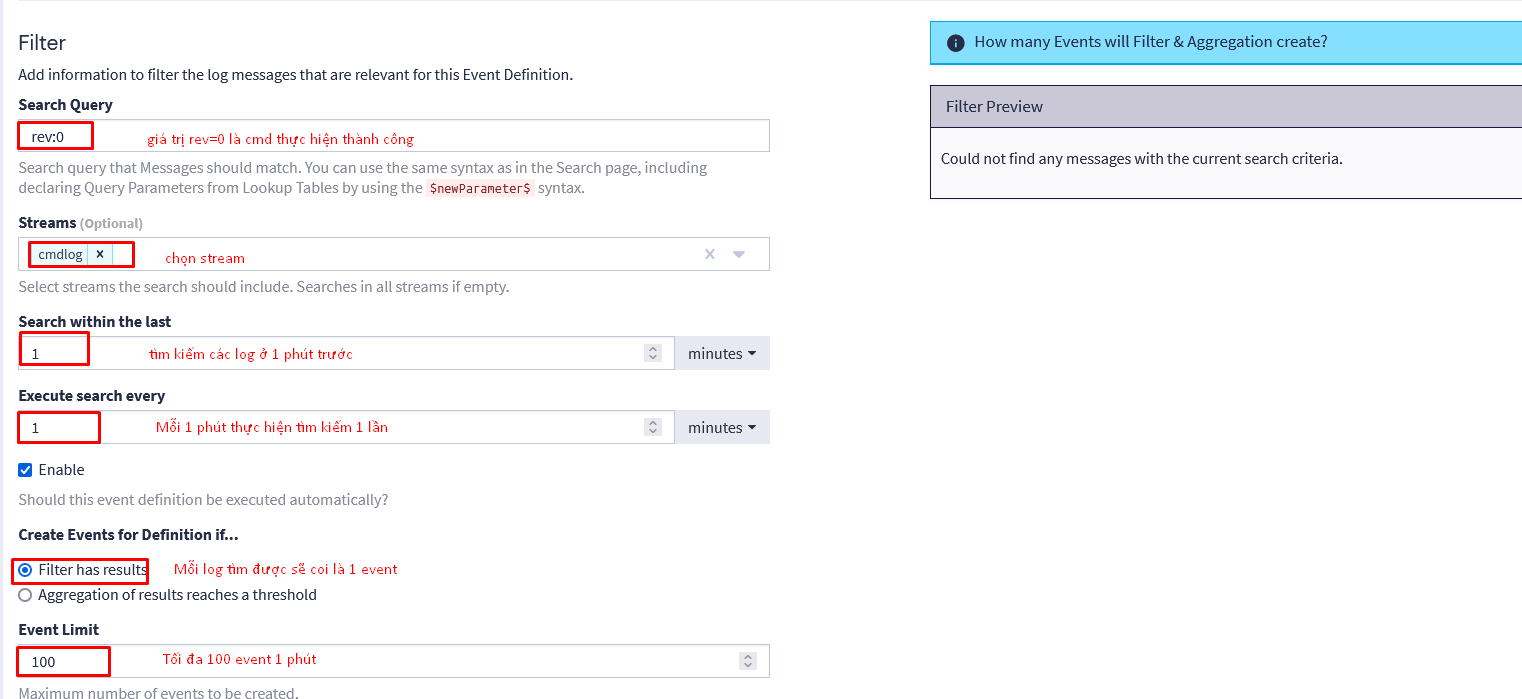 Filter
Add information to filter the log messages that are relevant for this Event Definition.
Search Query
rev:0
giá trị rev=0 là cmd thực hiện thành công
Search query that Messages should match. You can use the same syntax as in the Search page, including
declaring Query Parameters from Lookup Tables by using the $newParameter$ syntax.
Streams (Optional)
cmdlog ×
chọn stream
Select streams the search should include. Searches in all streams if empty.
Search within the last
1
tìm kiếm các log ở 1 phút trước
minutes
Execute search every
1
Mỗi 1 phút thực hiện tìm kiếm 1 lần
minutes
Enable
Should this event definition be executed automatically?
Create Events for Definition if...
Filter has results
Mỗi log tìm được sẽ coi là 1 event
Aggregation of results reaches a threshold
Event Limit
100
Tối đa 100 event 1 phút
Maximum number of events to be created.
How many Events will Filter & Aggregation create?
Filter Preview
Could not find any messages with the current search criteria.